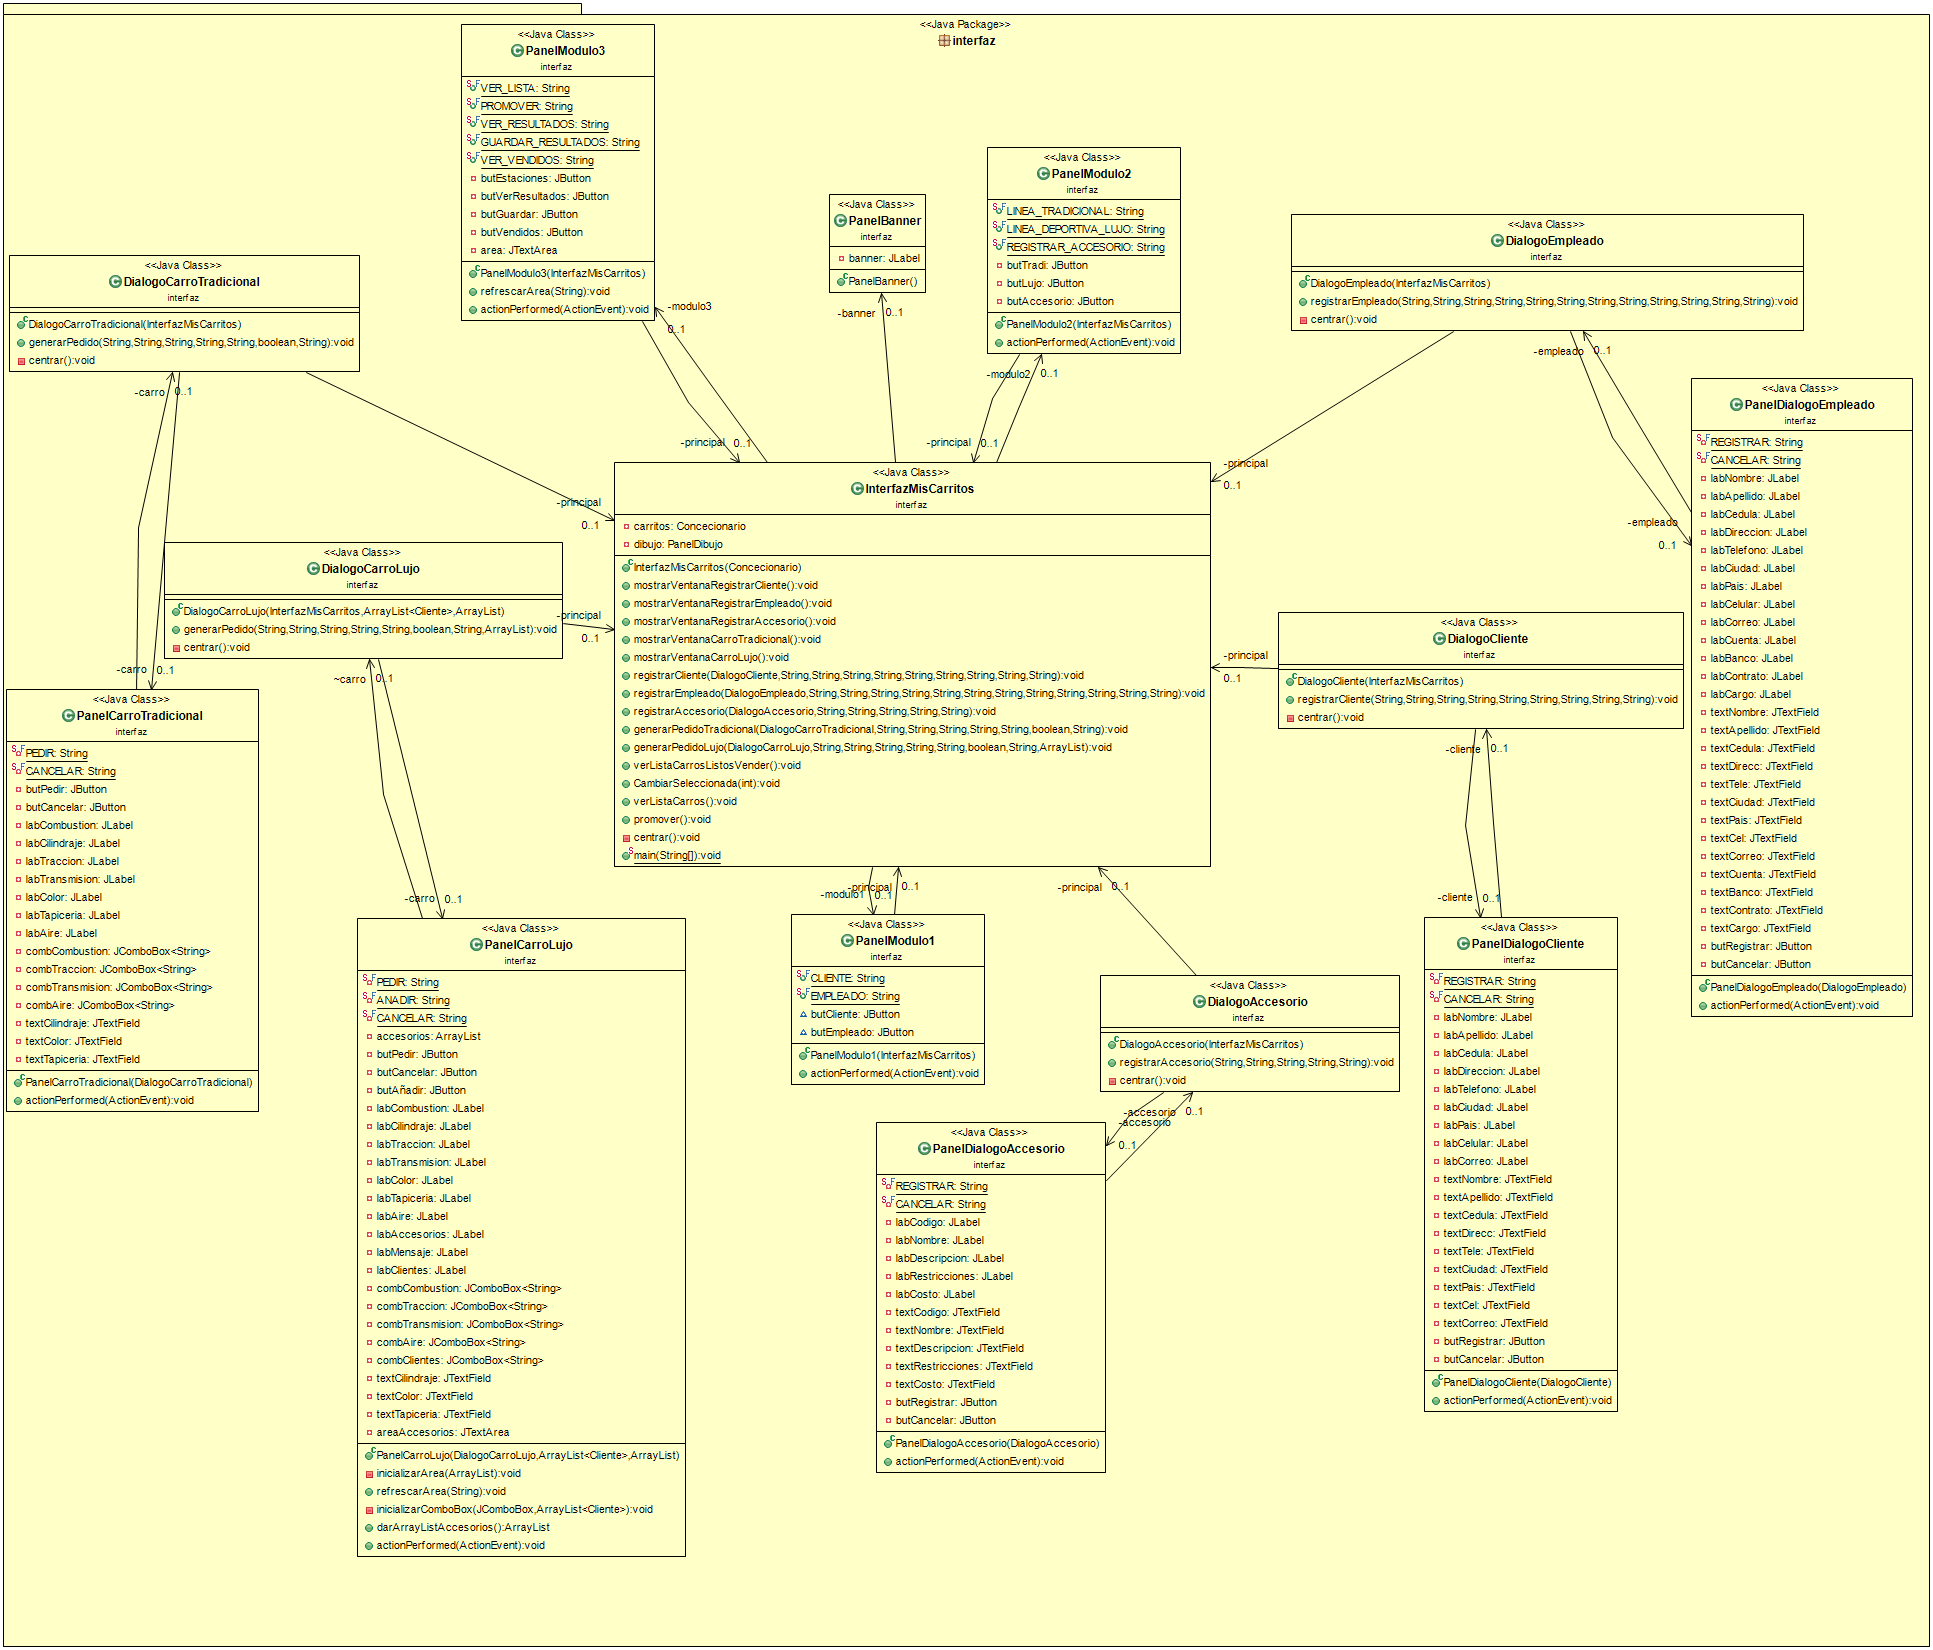 <<Java Package>>
interfaz
<<Java Class>>
PanelModulo3
interfaz
VER_LISTA: String
PROMOVER: String
VER_RESULTADOS: String
GUARDAR_RESULTADOS: String
VER_VENDIDOS: String
butEstaciones: JButton
butVerResultados: JButton
butGuardar: JButton
butVendidos: JButton
area: JTextArea
PanelModulo3(InterfazMisCarritos)
refrescarArea(String):void
actionPerformed(ActionEvent):void
<<Java Class>>
PanelBanner
interfaz
banner: JLabel
PanelBanner()
<<Java Class>>
PanelModulo2
interfaz
LINEA_TRADICIONAL: String
LINEA_DEPORTIVA_LUJO: String
REGISTRAR_ACCESORIO: String
butTradi: JButton
butLujo: JButton
butAccesorio: JButton
PanelModulo2(InterfazMisCarritos)
actionPerformed(ActionEvent):void
<<Java Class>>
DialogoEmpleado
interfaz
DialogoEmpleado(InterfazMisCarritos)
registrarEmpleado(String,String,String,String,String,String,String,String,String,String,String,String):void
centrar():void
<<Java Class>>
DialogoCarroTradicional
interfaz
DialogoCarroTradicional(InterfazMisCarritos)
generarPedido(String,String,String,String,String,boolean,String):void
centrar():void
-modulo3
0..1
-banner
0..1
-modulo2
0..1
-empleado
0..1
-carro
0..1
-principal
0..1
-principal
0..1
-principal
0..1
-principal
0..1
-empleado
0..1
<<Java Class>>
PanelDialogoEmpleado
interfaz
REGISTRAR: String
CANCELAR: String
labNombre: JLabel
labApellido: JLabel
labCedula: JLabel
labDireccion: JLabel
labTelefono: JLabel
labCiudad: JLabel
labPais: JLabel
labCelular: JLabel
labCorreo: JLabel
labCuenta: JLabel
labBanco: JLabel
labContrato: JLabel
labCargo: JLabel
textNombre: JTextField
textApellido: JTextField
textCedula: JTextField
textDirecc: JTextField
textTele: JTextField
textCiudad: JTextField
textPais: JTextField
textCel: JTextField
textCorreo: JTextField
textCuenta: JTextField
textBanco: JTextField
textContrato: JTextField
textCargo: JTextField
butRegistrar: JButton
butCancelar: JButton
PanelDialogoEmpleado(DialogoEmpleado)
actionPerformed(ActionEvent):void
<<Java Class>>
InterfazMisCarritos
interfaz
carritos: Concecionario
dibujo: PanelDibujo
InterfazMisCarritos(Concecionario)
mostrarVentanaRegistrarCliente():void
mostrarVentanaRegistrarEmpleado():void
mostrarVentanaRegistrarAccesorio():void
mostrarVentanaCarroTradicional():void
mostrarVentanaCarroLujo():void
registrarCliente(DialogoCliente,String,String,String,String,String,String,String,String,String):void
registrarEmpleado(DialogoEmpleado,String,String,String,String,String,String,String,String,String,String,String,String):void
registrarAccesorio(DialogoAccesorio,String,String,String,String,String):void
generarPedidoTradicional(DialogoCarroTradicional,String,String,String,String,String,boolean,String):void
generarPedidoLujo(DialogoCarroLujo,String,String,String,String,String,boolean,String,ArrayList):void
verListaCarrosListosVender():void
CambiarSeleccionada(int):void
verListaCarros():void
promover():void
centrar():void
main(String[]):void
<<Java Class>>
DialogoCarroLujo
interfaz
DialogoCarroLujo(InterfazMisCarritos,ArrayList<Cliente>,ArrayList)
generarPedido(String,String,String,String,String,boolean,String,ArrayList):void
centrar():void
-principal
0..1
~carro
0..1
-carro
0..1
-principal
0..1
<<Java Class>>
DialogoCliente
interfaz
DialogoCliente(InterfazMisCarritos)
registrarCliente(String,String,String,String,String,String,String,String,String):void
centrar():void
-cliente
0..1
-cliente
0..1
<<Java Class>>
PanelCarroTradicional
interfaz
PEDIR: String
CANCELAR: String
butPedir: JButton
butCancelar: JButton
labCombustion: JLabel
labCilindraje: JLabel
labTraccion: JLabel
labTransmision: JLabel
labColor: JLabel
labTapiceria: JLabel
labAire: JLabel
combCombustion: JComboBox<String>
combTraccion: JComboBox<String>
combTransmision: JComboBox<String>
combAire: JComboBox<String>
textCilindraje: JTextField
textColor: JTextField
textTapiceria: JTextField
PanelCarroTradicional(DialogoCarroTradicional)
actionPerformed(ActionEvent):void
-carro
0..1
<<Java Class>>
PanelCarroLujo
interfaz
PEDIR: String
ANADIR: String
CANCELAR: String
accesorios: ArrayList
butPedir: JButton
butCancelar: JButton
butAñadir: JButton
labCombustion: JLabel
labCilindraje: JLabel
labTraccion: JLabel
labTransmision: JLabel
labColor: JLabel
labTapiceria: JLabel
labAire: JLabel
labAccesorios: JLabel
labMensaje: JLabel
labClientes: JLabel
combCombustion: JComboBox<String>
combTraccion: JComboBox<String>
combTransmision: JComboBox<String>
combAire: JComboBox<String>
combClientes: JComboBox<String>
textCilindraje: JTextField
textColor: JTextField
textTapiceria: JTextField
areaAccesorios: JTextArea
PanelCarroLujo(DialogoCarroLujo,ArrayList<Cliente>,ArrayList)
inicializarArea(ArrayList):void
refrescarArea(String):void
inicializarComboBox(JComboBox,ArrayList<Cliente>):void
darArrayListAccesorios():ArrayList
actionPerformed(ActionEvent):void
-principal
0..1
-modulo1
0..1
-principal
0..1
<<Java Class>>
PanelModulo1
interfaz
CLIENTE: String
EMPLEADO: String
butCliente: JButton
butEmpleado: JButton
PanelModulo1(InterfazMisCarritos)
actionPerformed(ActionEvent):void
<<Java Class>>
DialogoAccesorio
interfaz
DialogoAccesorio(InterfazMisCarritos)
registrarAccesorio(String,String,String,String,String):void
centrar():void
-accesorio
0..1
-accesorio
0..1
<<Java Class>>
PanelDialogoAccesorio
interfaz
REGISTRAR: String
CANCELAR: String
labCodigo: JLabel
labNombre: JLabel
labDescripcion: JLabel
labRestricciones: JLabel
labCosto: JLabel
textCodigo: JTextField
textNombre: JTextField
textDescripcion: JTextField
textRestricciones: JTextField
textCosto: JTextField
butRegistrar: JButton
butCancelar: JButton
PanelDialogoAccesorio(DialogoAccesorio)
actionPerformed(ActionEvent):void
<<Java Class>>
PanelDialogoCliente
interfaz
REGISTRAR: String
CANCELAR: String
labNombre: JLabel
labApellido: JLabel
labCedula: JLabel
labDireccion: JLabel
labTelefono: JLabel
labCiudad: JLabel
labPais: JLabel
labCelular: JLabel
labCorreo: JLabel
textNombre: JTextField
textApellido: JTextField
textCedula: JTextField
textDirecc: JTextField
textTele: JTextField
textCiudad: JTextField
textPais: JTextField
textCel: JTextField
textCorreo: JTextField
butRegistrar: JButton
butCancelar: JButton
PanelDialogoCliente(DialogoCliente)
actionPerformed(ActionEvent):void